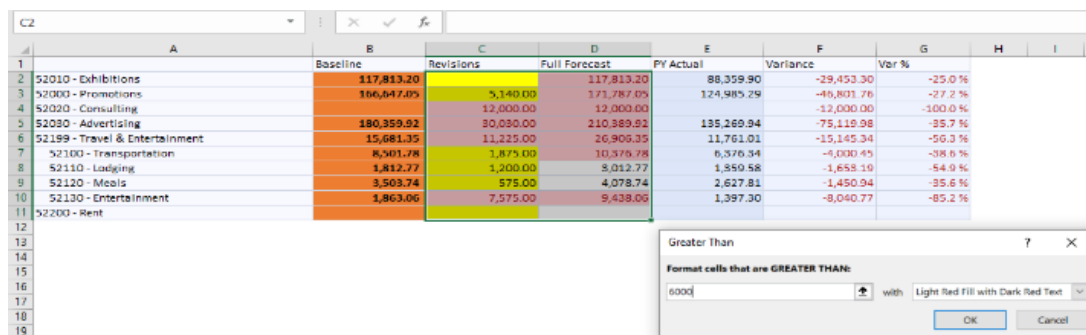 C2 fx
A B C D E F G H I
1 Baseline Revisions Full Forecast PY Actual Variance Var %
2 52010 - Exhibitions 117,813.20 117,813.20 88,359.90 -29,453.30 -25.0 %
3 52000 - Promotions 166,647.05 5,140.00 171,787.05 124,985.29 -46,801.76 -27.2 %
4 52020 - Consulting 12,000.00 12,000.00 -12,000.00 -100.0 %
5 52030 - Advertising 180,359.92 30,030.00 210,389.92 135,269.94 -75,119.98 -35.7 %
6 52199 - Travel & Entertainment 15,681.35 11,225.00 26,906.35 11,761.01 -15,145.34 -56.3 %
7 52100 - Transportation 8,501.78 1,875.00 10,376.78 6,376.34 -4,000.45 -38.6 %
8 52110 - Lodging 1,812.77 1,200.00 3,012.77 1,359.58 -1,653.19 -54.9 %
9 52120 - Meals 3,503.74 575.00 4,078.74 2,627.81 -1,450.94 -35.6 %
10 52130 - Entertainment 1,863.06 7,575.00 9,438.06 1,397.30 -8,040.77 -85.2 %
11 52200 - Rent
12
13 Greater Than ? ×
14
15 Format cells that are GREATER THAN:
16 6000 with Light Red Fill with Dark Red Text
17
18 OK Cancel
19